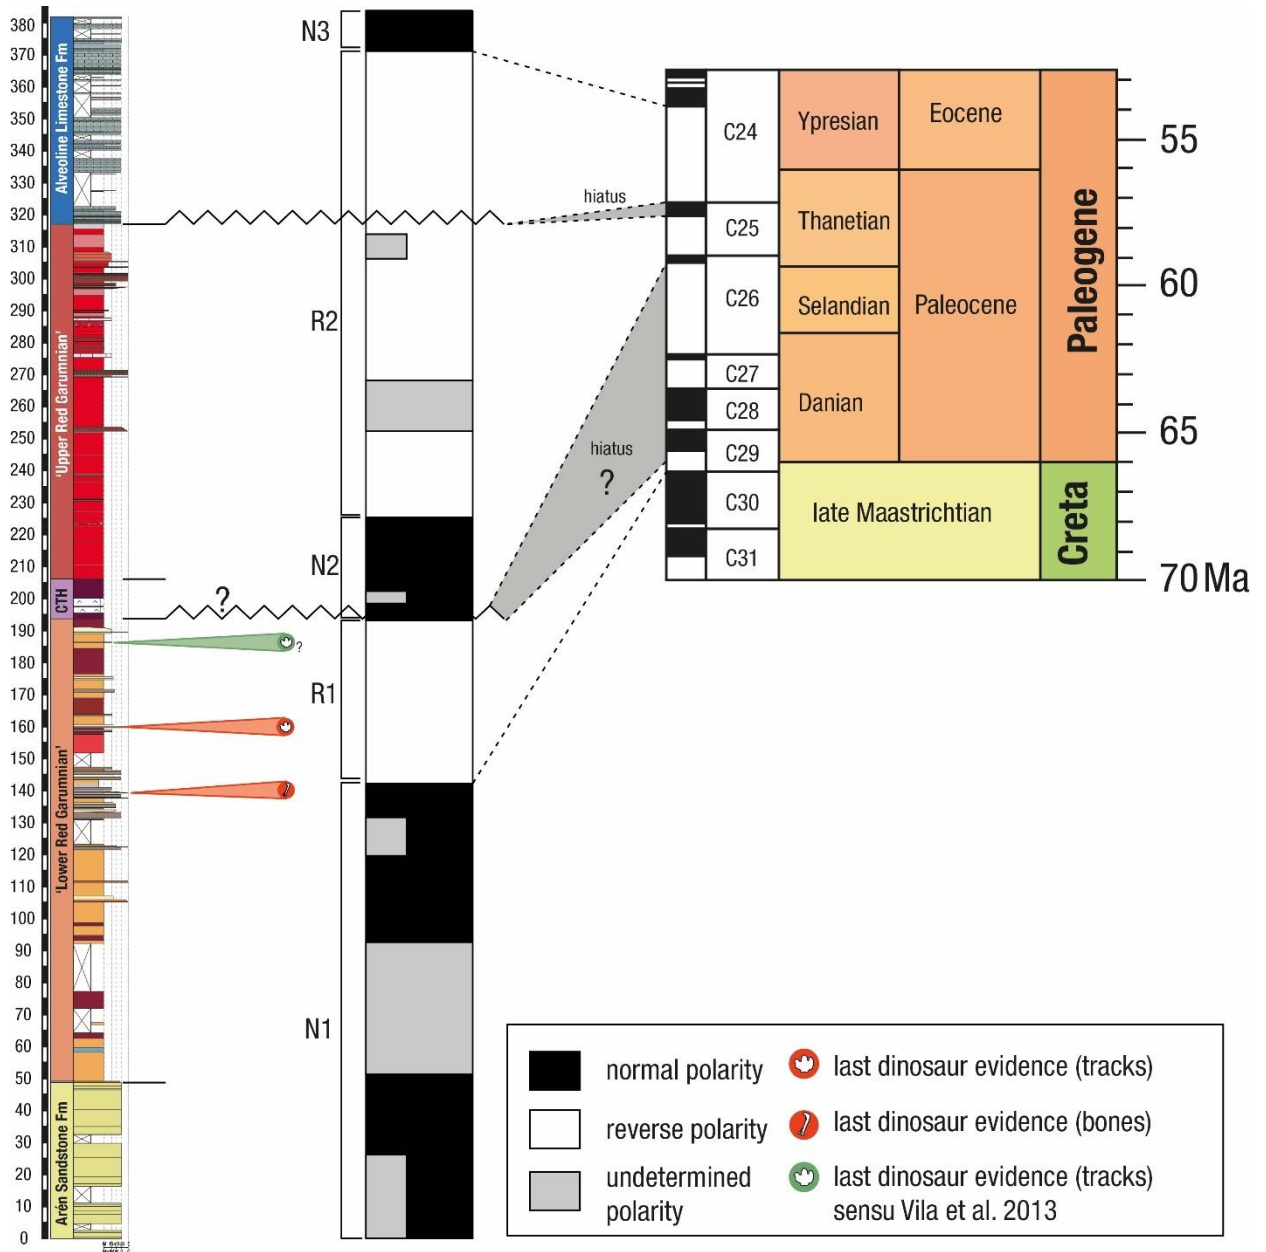 380
370
360
350
340
330
320
310
300
290
280
270
260
250
240
230
220
210
200
190
180
170
160
150
140
130
120
110
100
90
80
70
60
50
40
30
20
10
0
Alveoline Limestone Fm
'Upper Red Garumnian'
CTH
'Lower Red Garumnian'
Arén Sandstone Fm
?
?
N3
R2
N2
R1
N1
hiatus
hiatus
?
C24
C25
C26
C27
C28
C29
C30
C31
Ypresian
Thanetian
Selandian
Danian
late Maastrichtian
Eocene
Paleocene
Paleogene
Creta
55
60
65
70 Ma
normal polarity
reverse polarity
undetermined
polarity
last dinosaur evidence (tracks)
last dinosaur evidence (bones)
last dinosaur evidence (tracks)
sensu Vila et al. 2013